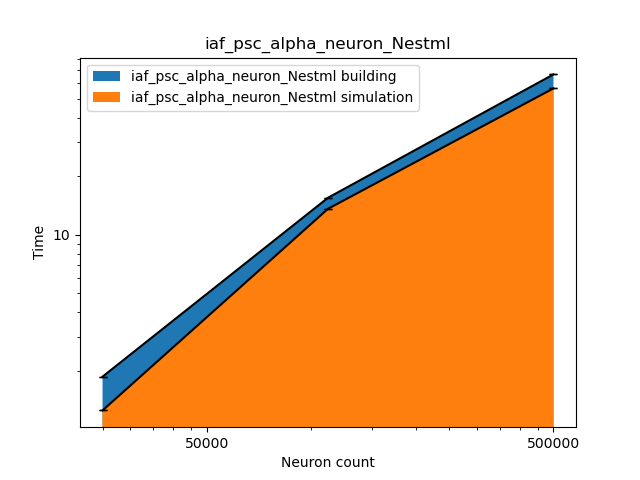 iaf_psc_alpha_neuron_Nestml
iaf_psc_alpha_neuron_Nestml building
iaf_psc_alpha_neuron_Nestml simulation
Time
10
50000
500000
Neuron count